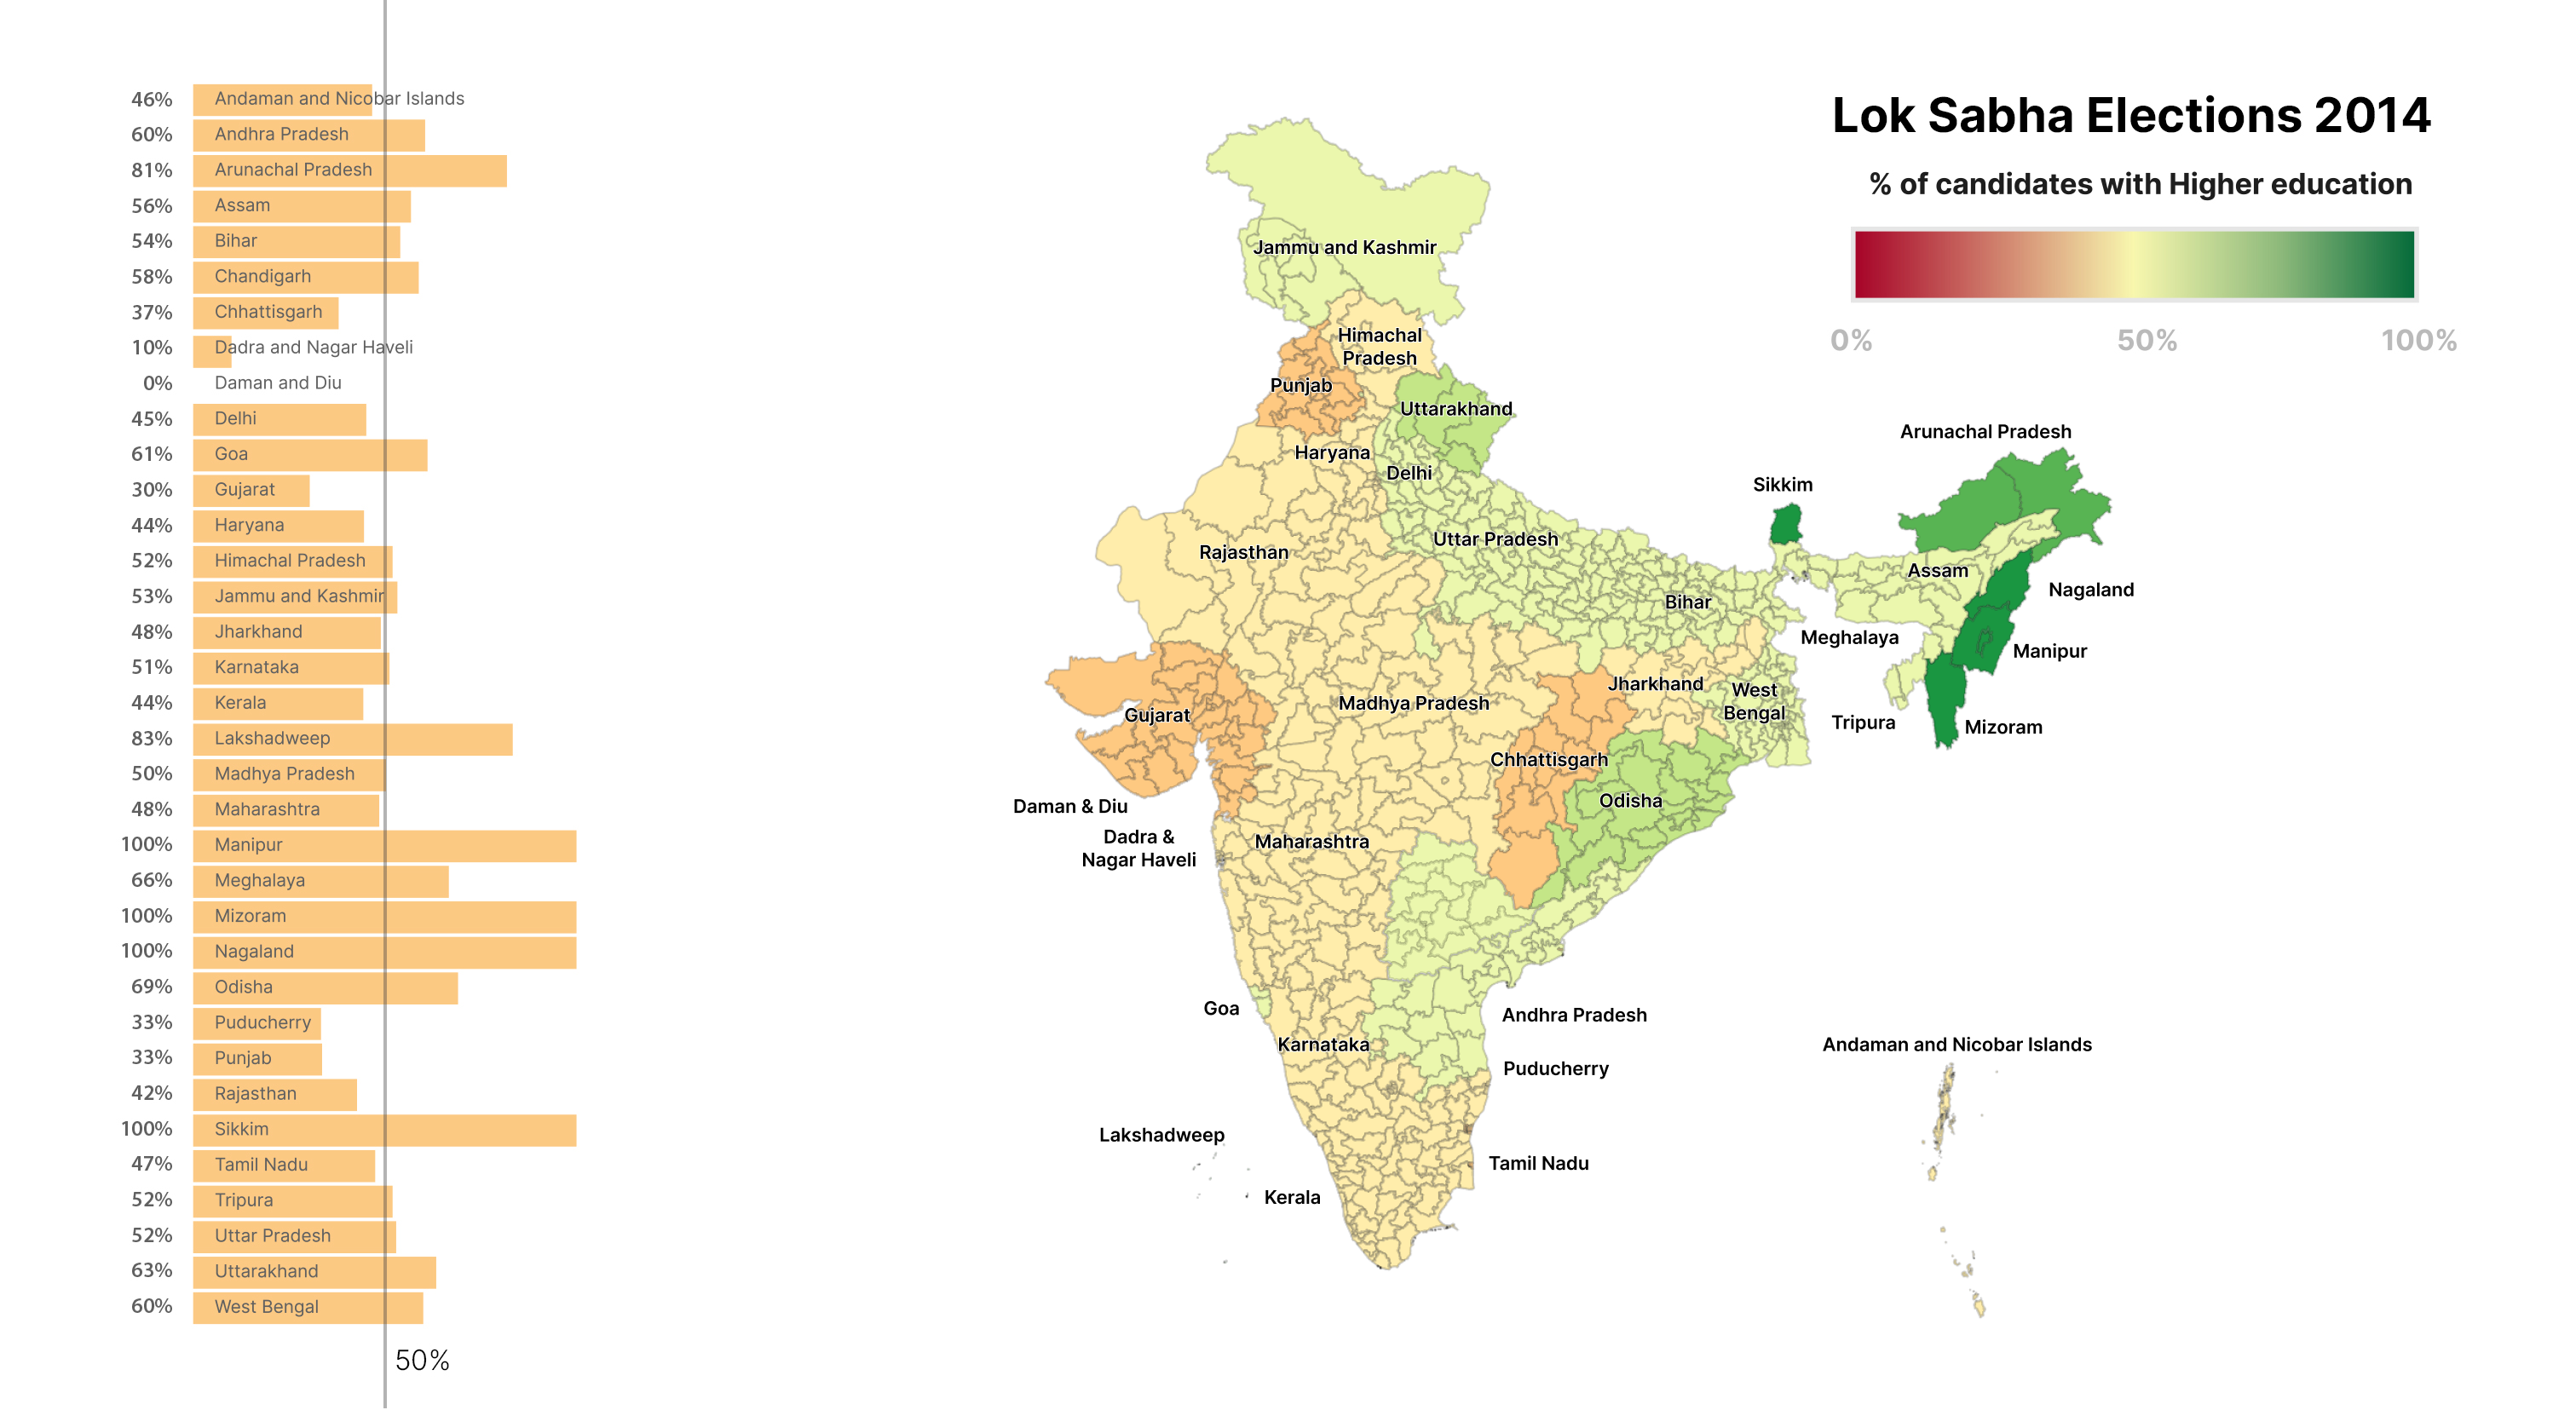 46% Andaman and Nicobar Islands
60% Andhra Pradesh
81% Arunachal Pradesh
56% Assam
54% Bihar
58% Chandigarh
37% Chhattisgarh
10% Dadra and Nagar Haveli
0% Daman and Diu
45% Delhi
61% Goa
30% Gujarat
44% Haryana
52% Himachal Pradesh
53% Jammu and Kashmir
48% Jharkhand
51% Karnataka
44% Kerala
83% Lakshadweep
50% Madhya Pradesh
48% Maharashtra
100% Manipur
66% Meghalaya
100% Mizoram
100% Nagaland
69% Odisha
33% Puducherry
33% Punjab
42% Rajasthan
100% Sikkim
47% Tamil Nadu
52% Tripura
52% Uttar Pradesh
63% Uttarakhand
60% West Bengal
50%
Lok Sabha Elections 2014
% of candidates with Higher education
0% 50% 100%
Jammu and Kashmir
Himachal
Pradesh
Punjab
Uttarakhand
Haryana
Delhi
Arunachal Pradesh
Sikkim
Rajasthan
Uttar Pradesh
Assam
Nagaland
Bihar
Meghalaya
Manipur
Jharkhand
West
Bengal
Madhya Pradesh
Gujarat
Tripura
Mizoram
Chhattisgarh
Odisha
Daman & Diu
Dadra &
Nagar Haveli
Maharashtra
Goa
Andhra Pradesh
Karnataka
Puducherry
Andaman and Nicobar Islands
Lakshadweep
Tamil Nadu
Kerala